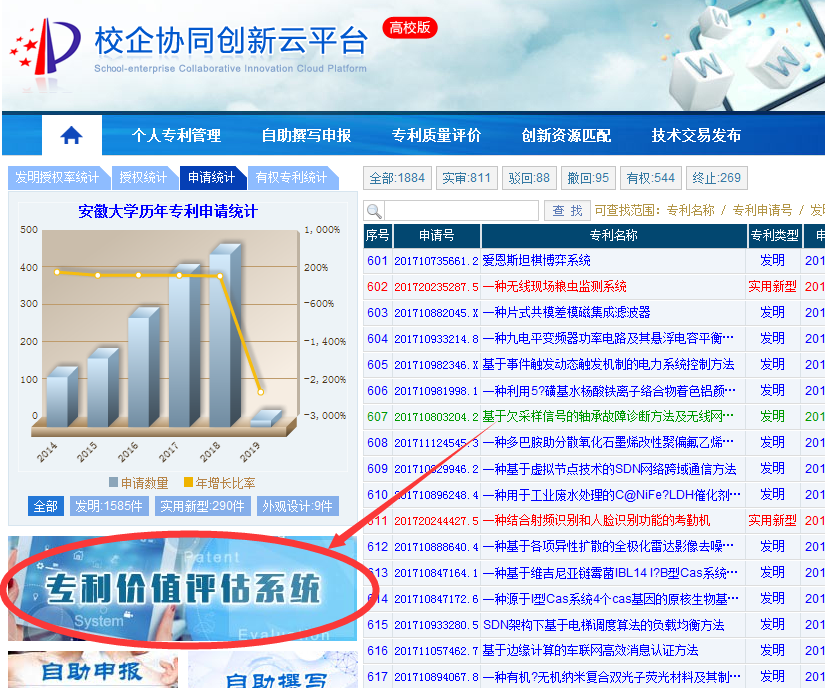 校企协同创新云平台 高校版
School-enterprise Collaborative Innovation Cloud Platform
W W
个人专利管理 自助撰写申报 专利质量评价 创新资源匹配 技术交易发布
发明授权率统计 授权统计 申请统计 有权专利统计
安徽大学历年专利申请统计
500 1,000%
400 200%
300 −600%
200 −1,400%
100 −2,200%
0 −3,000%
2014 2015 2016 2017 2018 2019
申请数量 年增长比率
全部 发明:1585件 实用新型:290件 外观设计:9件
Patent
专利价值评估系统
System
Evaluation
自助申报 自助撰写
全部:1884 实审:811 驳回:88 撤回:95 有权:544 终止:269
查 找 可查找范围: 专利名称 / 专利申请号 / 发
序号 申请号 专利名称 专利类型 申
601 201710735661.2 爱恩斯坦棋博弈系统 发明 201
602 201720235287.5 一种无线现场粮虫监测系统 实用新型 201
603 201710882045.X 一种片式共模差模磁集成滤波器 发明 201
604 201710933214.8 一种九电平变频器功率电路及其悬浮电容平衡… 发明 201
605 201710982346.X 基于事件触发动态触发机制的电力系统控制方法 发明 201
606 201710981998.1 一种利用5?磺基水杨酸铁离子络合物着色铝颜… 发明 201
607 201710803204.2 基于欠采样信号的轴承故障诊断方法及无线网… 发明 201
608 201711124545.3 一种多巴胺助分散氧化石墨烯改性聚偏氟乙烯… 发明 201
609 201710829946.2 一种基于虚拟节点技术的SDN网络跨域通信方法 发明 201
610 201710896248.4 一种用于工业废水处理的C@NiFe?LDH催化剂… 发明 201
611 201720244427.5 一种结合射频识别和人脸识别功能的考勤机 实用新型 201
612 201710888640.4 一种基于各项异性扩散的全极化雷达影像去噪… 发明 201
613 201710847164.1 一种基于维吉尼亚链霉菌IBL14 I?B型Cas系统… 发明 201
614 201710847172.6 一种源于I型Cas系统4个cas基因的原核生物基… 发明 201
615 201710933280.5 SDN架构下基于电梯调度算法的负载均衡方法 发明 201
616 201711057462.7 基于边缘计算的车联网高效消息认证方法 发明 201
617 201710894067.8 一种有机?无机纳米复合双光子荧光材料及其制… 发明 201